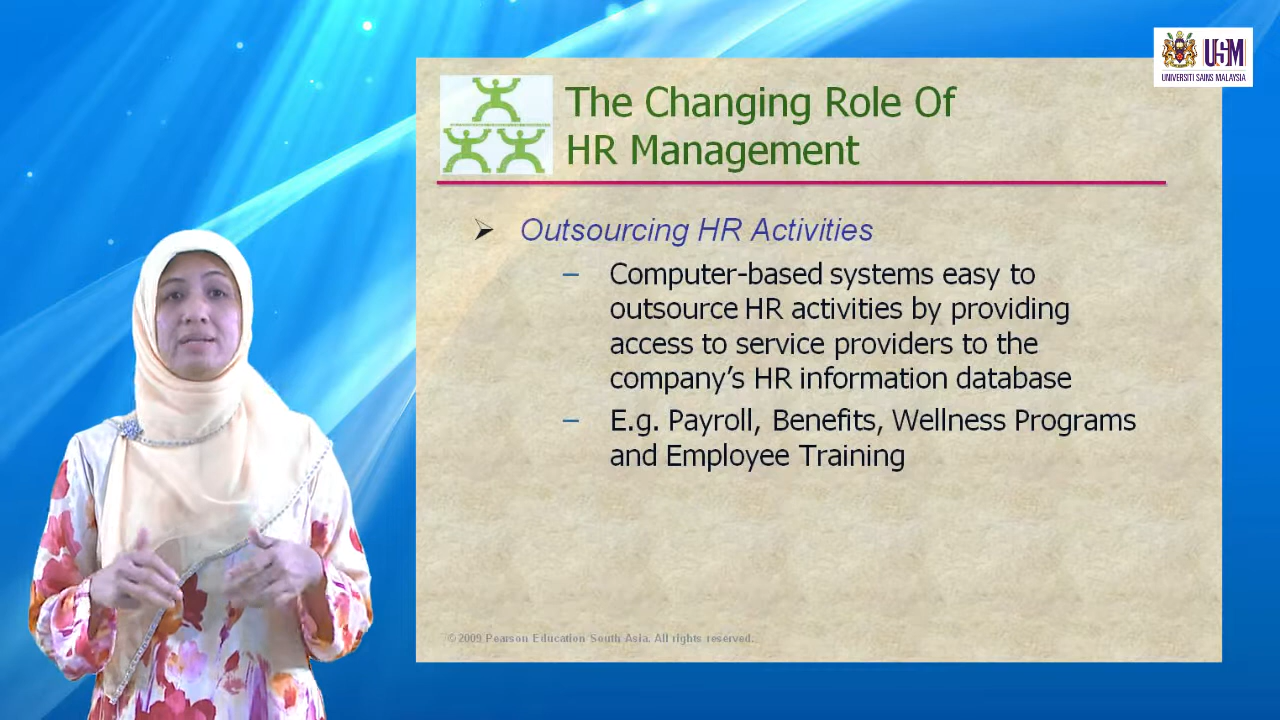 USM
UNIVERSITI SAINS MALAYSIA
The Changing Role Of
HR Management
➢ Outsourcing HR Activities
– Computer-based systems easy to
outsource HR activities by providing
access to service providers to the
company’s HR information database
– E.g. Payroll, Benefits, Wellness Programs
and Employee Training
© 2009 Pearson Education South Asia. All rights reserved.